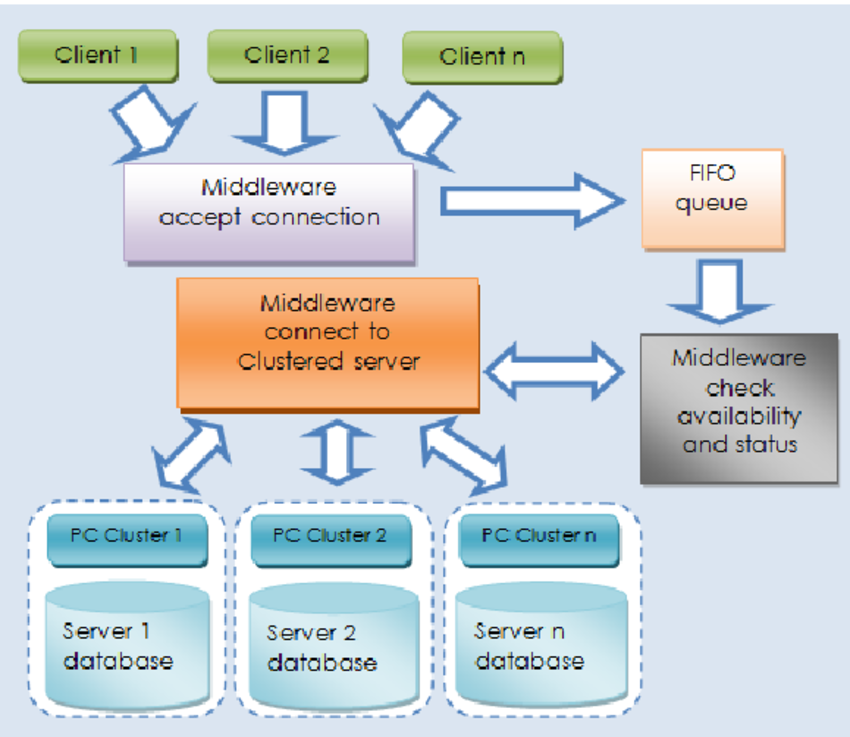 Client 1
Client 2
Client n
Middleware
accept connection
FIFO
queue
Middleware
connect to
Clustered server
Middleware
check
availability
and status
PC Cluster 1
PC Cluster 2
PC Cluster n
Server 1
database
Server 2
database
Server n
database